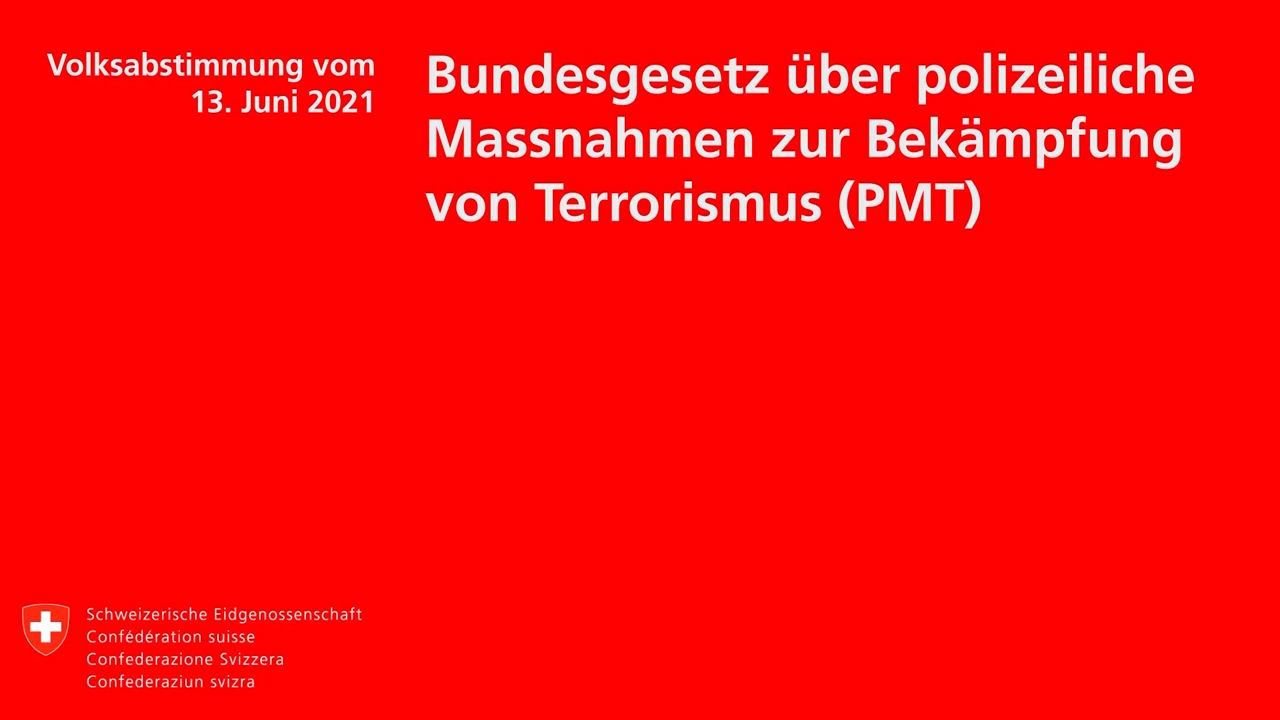 Volksabstimmung vom
13. Juni 2021
Bundesgesetz über polizeiliche
Massnahmen zur Bekämpfung
von Terrorismus (PMT)
Schweizerische Eidgenossenschaft
Confédération suisse
Confederazione Svizzera
Confederaziun svizra